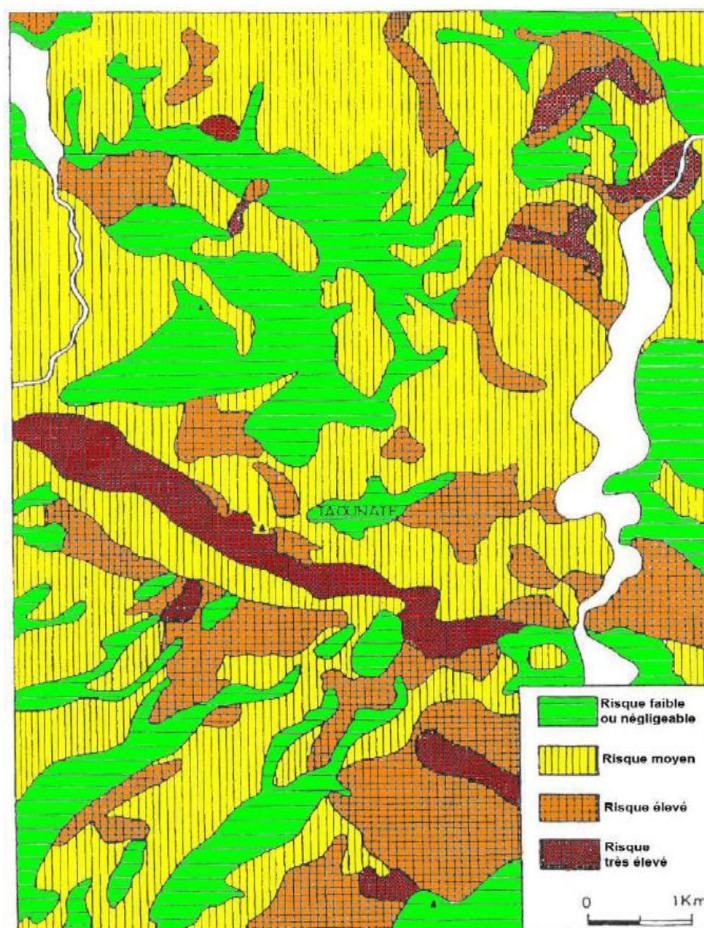 TAOUNATE
Risque faible
ou négligeable
Risque moyen
Risque élevé
Risque
très élevé
0 1Km